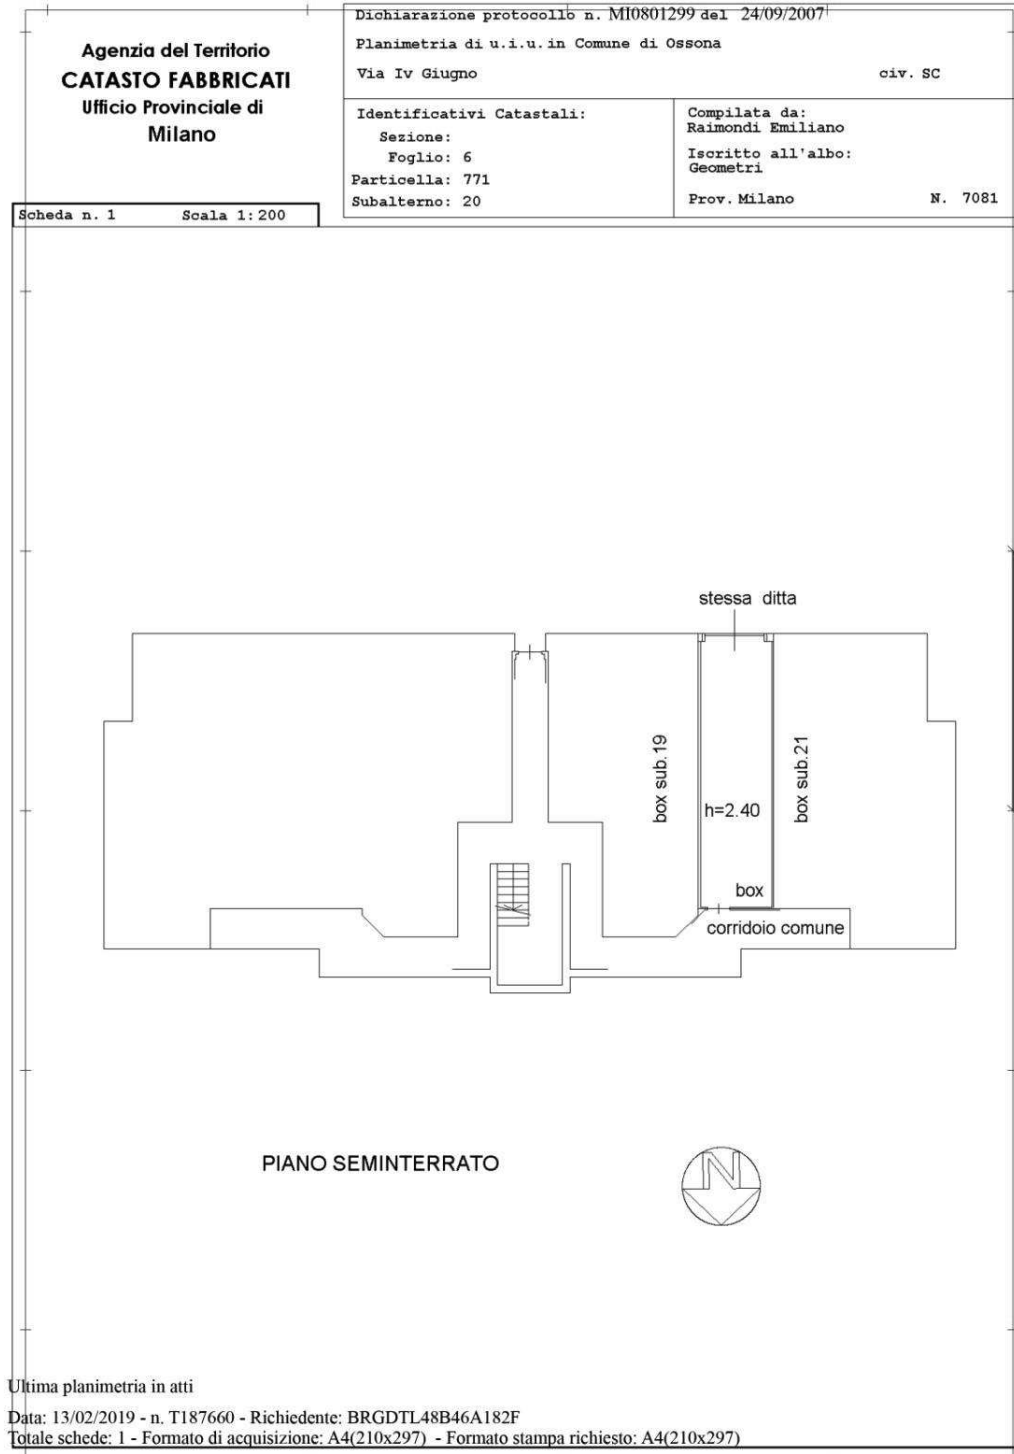 Agenzia del Territorio
CATASTO FABBRICATI
Ufficio Provinciale di
Milano
Dichiarazione protocollo n. MI0801299 del 24/09/2007
Planimetria di u.i.u. in Comune di Ossona
Via Iv Giugno civ. SC
Identificativi Catastali:
Sezione:
Foglio: 6
Particella: 771
Subalterno: 20
Compilata da:
Raimondi Emiliano
Iscritto all'albo:
Geometri
Prov. Milano N. 7081
Scheda n. 1 Scala 1:200
stessa ditta
box sub.19
h=2.40
box sub.21
box
corridoio comune
PIANO SEMINTERRATO
N
Ultima planimetria in atti
Data: 13/02/2019 - n. T187660 - Richiedente: BRGDTL48B46A182F
Totale schede: 1 - Formato di acquisizione: A4(210x297) - Formato stampa richiesto: A4(210x297)